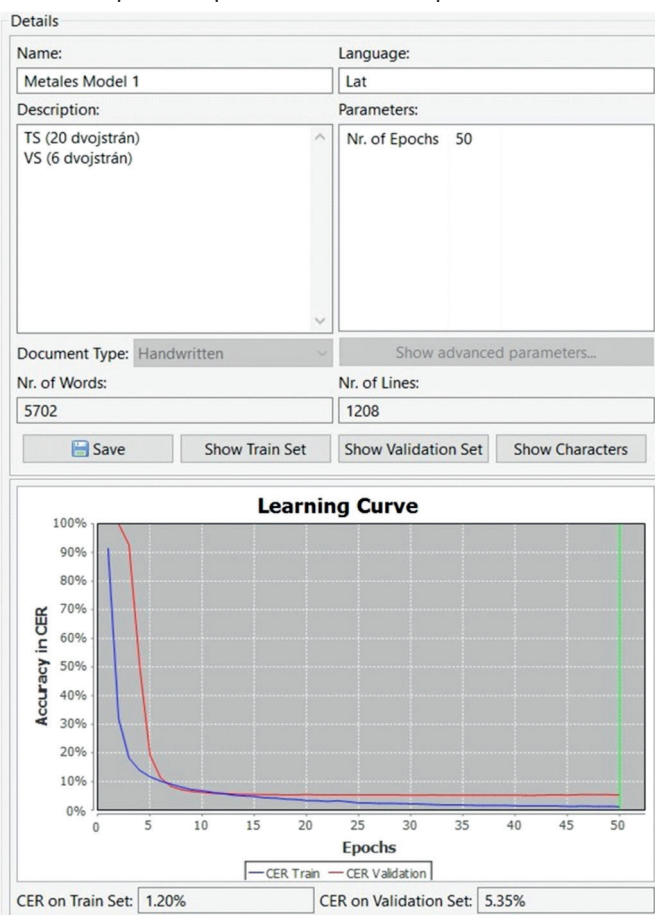 Details
Name: Language:
Metales Model 1 Lat
Description: Parameters:
TS (20 dvojstrán) Nr. of Epochs 50
VS (6 dvojstrán)
Document Type: Handwritten Show advanced parameters...
Nr. of Words: Nr. of Lines:
5702 1208
Save Show Train Set Show Validation Set Show Characters
Learning Curve
100%
90%
80%
70%
60%
50%
40%
30%
20%
10%
0%
Accuracy in CER
0 5 10 15 20 25 30 35 40 45 50
Epochs
CER Train CER Validation
CER on Train Set: 1.20% CER on Validation Set: 5.35%